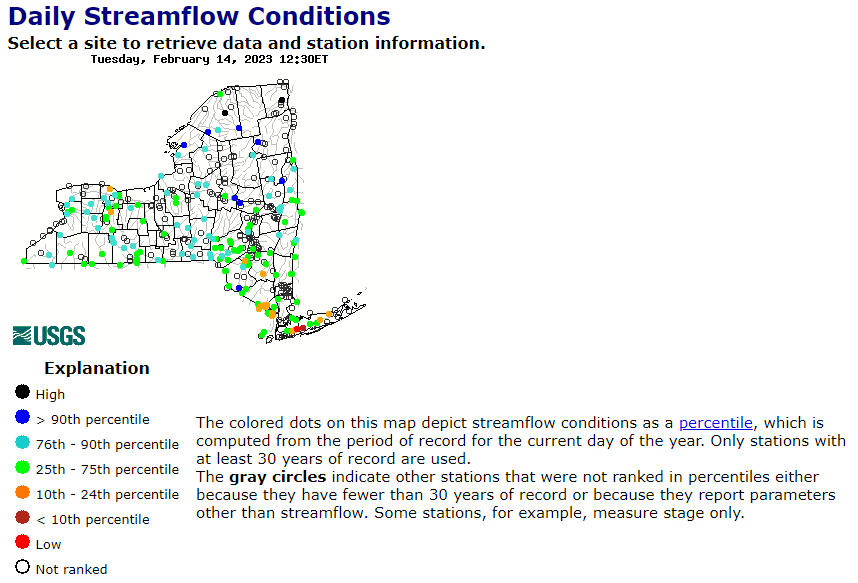 Daily Streamflow Conditions
Select a site to retrieve data and station information.
Tuesday, February 14, 2023 12:30ET
USGS
Explanation
High
> 90th percentile
76th - 90th percentile
25th - 75th percentile
10th - 24th percentile
< 10th percentile
Low
Not ranked
The colored dots on this map depict streamflow conditions as a percentile, which is
computed from the period of record for the current day of the year. Only stations with
at least 30 years of record are used.
The gray circles indicate other stations that were not ranked in percentiles either
because they have fewer than 30 years of record or because they report parameters
other than streamflow. Some stations, for example, measure stage only.